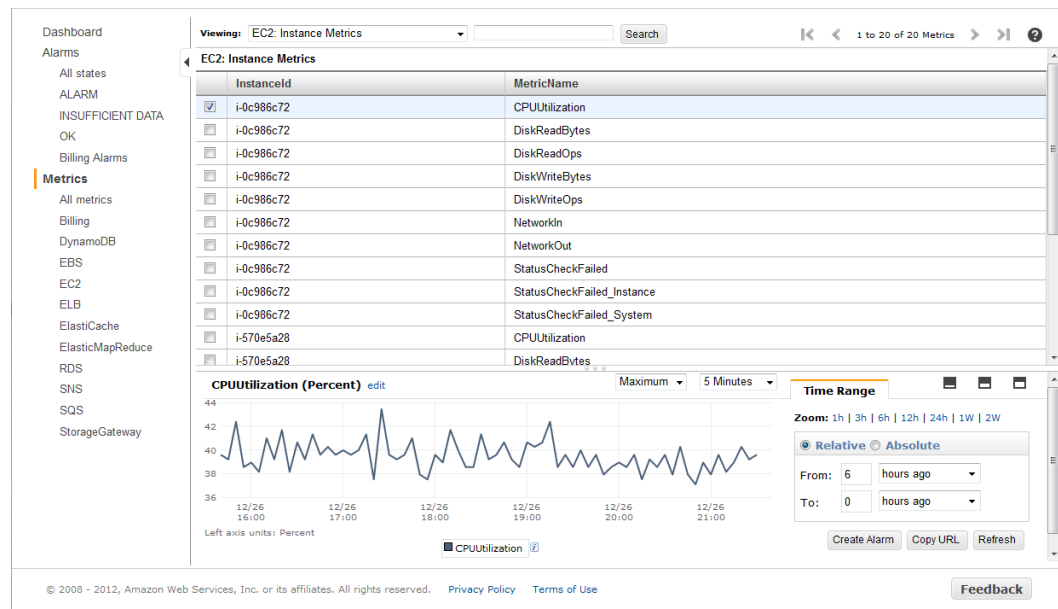 Dashboard
Alarms
All states
ALARM
INSUFFICIENT DATA
OK
Billing Alarms
Metrics
All metrics
Billing
DynamoDB
EBS
EC2
ELB
ElastiCache
ElasticMapReduce
RDS
SNS
SQS
StorageGateway
Viewing: EC2: Instance Metrics Search 1 to 20 of 20 Metrics ?
EC2: Instance Metrics
InstanceId MetricName
i-0c986c72 CPUUtilization
i-0c986c72 DiskReadBytes
i-0c986c72 DiskReadOps
i-0c986c72 DiskWriteBytes
i-0c986c72 DiskWriteOps
i-0c986c72 NetworkIn
i-0c986c72 NetworkOut
i-0c986c72 StatusCheckFailed
i-0c986c72 StatusCheckFailed_Instance
i-0c986c72 StatusCheckFailed_System
i-570e5a28 CPUUtilization
i-570e5a28 DiskReadBytes
CPUUtilization (Percent) edit Maximum 5 Minutes
44
42
40
38
36
12/26 12/26 12/26 12/26 12/26 12/26
16:00 17:00 18:00 19:00 20:00 21:00
Left axis units: Percent
CPUUtilization i
Time Range
Zoom: 1h | 3h | 6h | 12h | 24h | 1W | 2W
Relative Absolute
From: 6 hours ago
To: 0 hours ago
Create Alarm Copy URL Refresh
© 2008 - 2012, Amazon Web Services, Inc. or its affiliates. All rights reserved. Privacy Policy Terms of Use Feedback